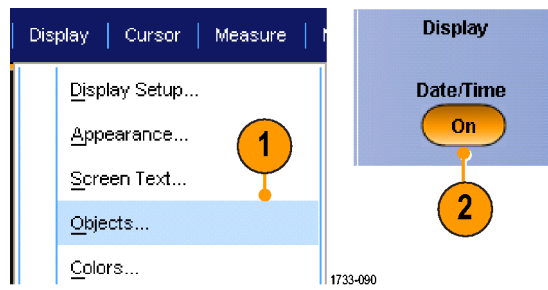 Display Cursor Measure
Display Setup...
Appearance...
Screen Text...
Objects...
Colors...
1
Display
Date/Time
On
2
1733-090